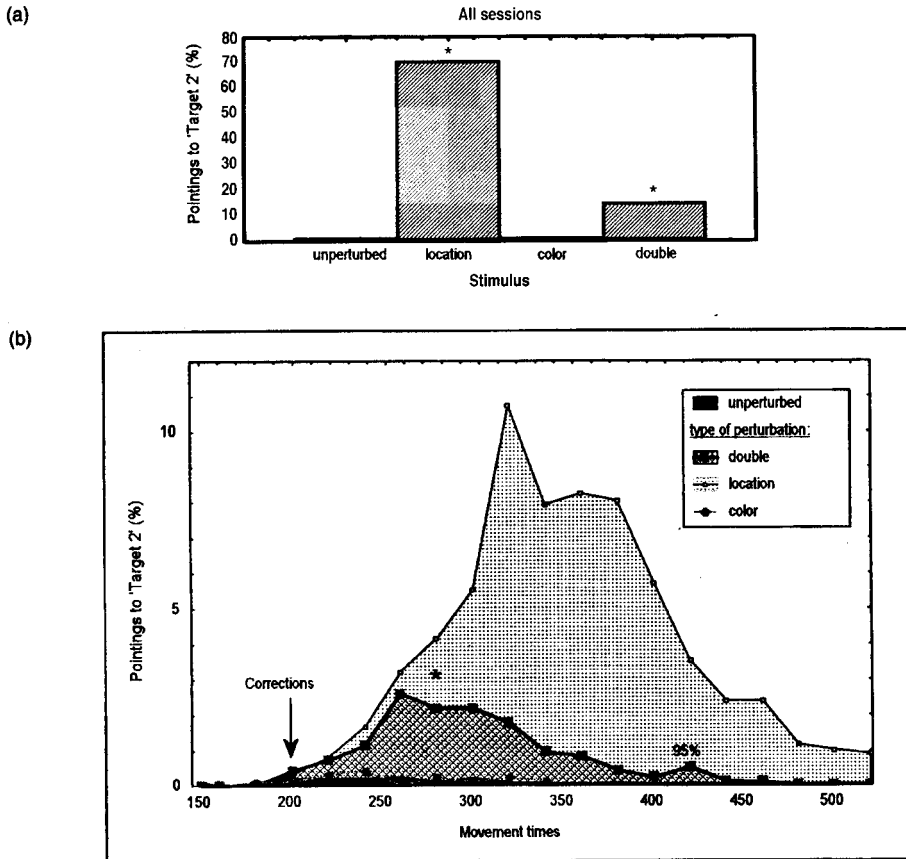 (a)
All sessions
Pointings to 'Target 2' (%)
80
70
60
50
40
30
20
10
0
*
*
unperturbed location color double
Stimulus
(b)
Pointings to 'Target 2' (%)
10
5
0
unperturbed
type of perturbation:
double
location
color
Corrections
*
95%
150 200 250 300 350 400 450 500
Movement times